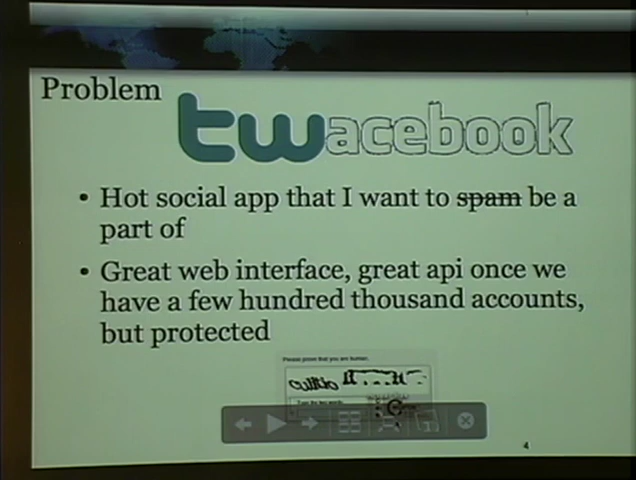 Problem
twacebook
• Hot social app that I want to spam be a
part of
• Great web interface, great api once we
have a few hundred thousand accounts,
but protected
Please prove that you are human.
4